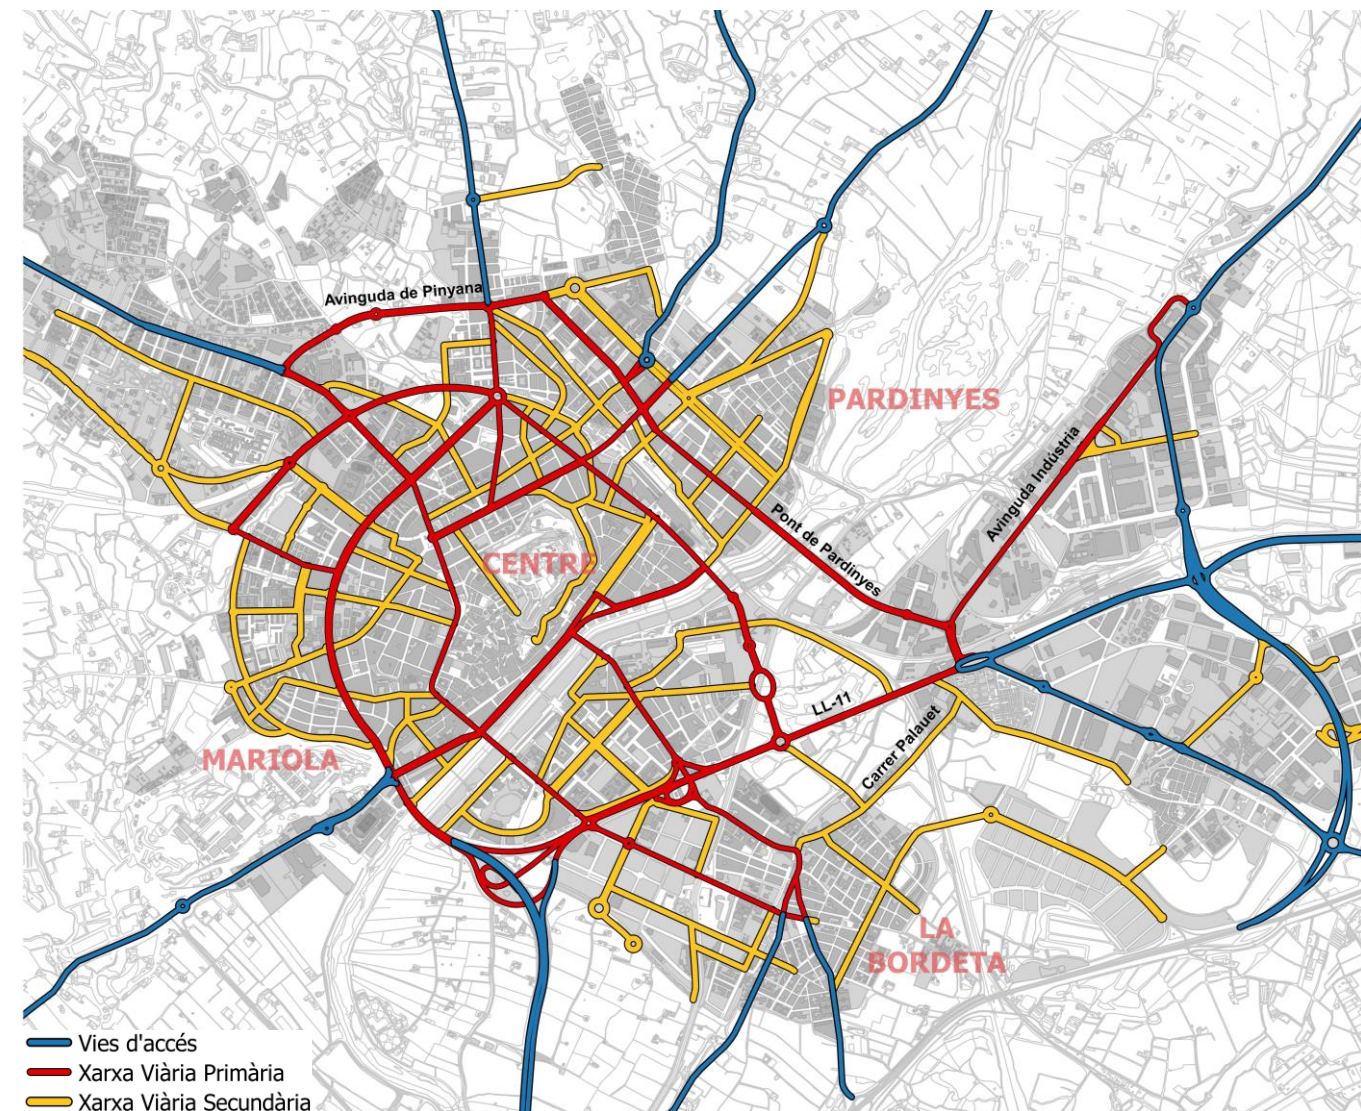 Avinguda de Pinyana
PARDINYES
Avinguda Indústria
Pont de Pardinyes
CENTRE
LL-11
Carrer Palauet
MARIOLA
LA
BORDETA
Vies d'accés
Xarxa Viària Primària
Xarxa Viària Secundària